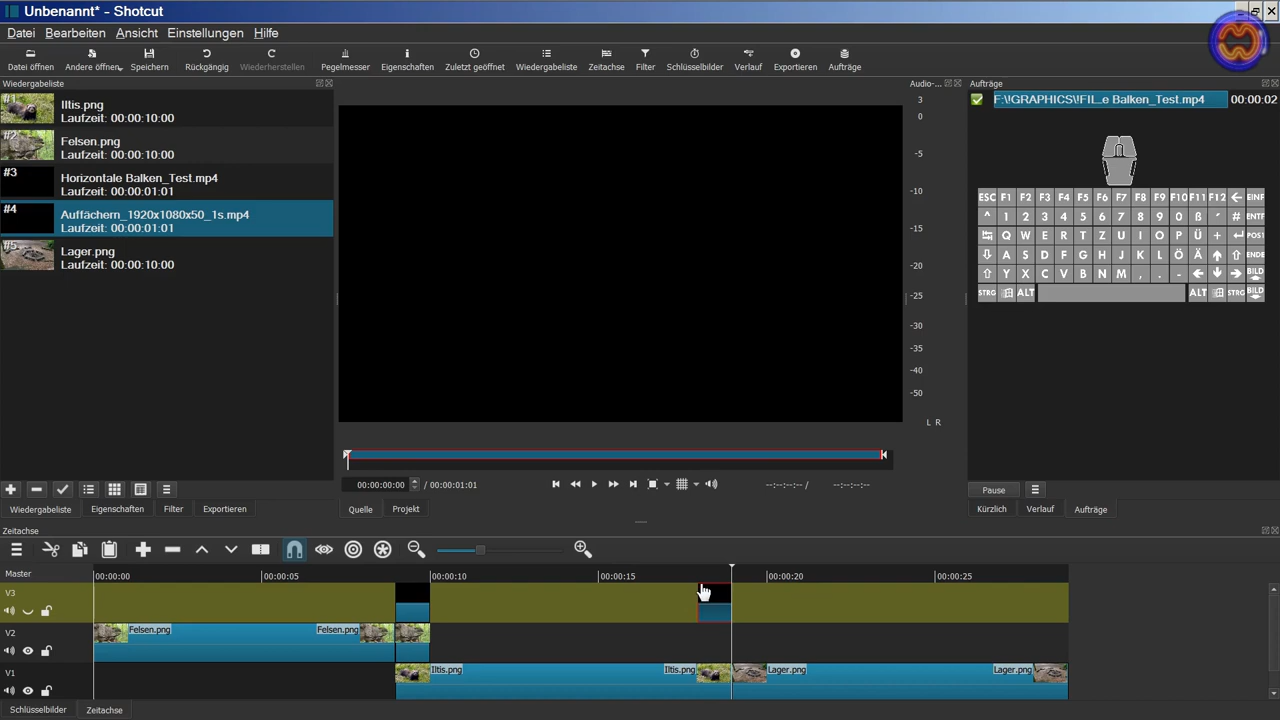 Unbenannt* - Shotcut
Datei Bearbeiten Ansicht Einstellungen Hilfe
Datei öffnen Andere öffnen Speichern Rückgängig Wiederherstellen Pegelmesser Eigenschaften Zuletzt geöffnet Wiedergabeliste Zeitachse Filter Schlüsselbilder Verlauf Exportieren Aufträge
Wiedergabeliste
#1 Iltis.png
Laufzeit: 00:00:10:00
#2 Felsen.png
Laufzeit: 00:00:10:00
#3 Horizontale Balken_Test.mp4
Laufzeit: 00:00:01:01
#4 Auffächern_1920x1080x50_1s.mp4
Laufzeit: 00:00:01:01
#5 Lager.png
Laufzeit: 00:00:10:00
Wiedergabeliste Eigenschaften Filter Exportieren
00:00:00:00 / 00:00:01:01
--:--:--:-- / --:--:--:--
Quelle Projekt
Audio-...
3
0
-5
-10
-15
-20
-25
-30
-35
-40
-50
L R
Aufträge
F:\!GRAPHICS\!FIL...e Balken_Test.mp4 00:00:02
ESC F1 F2 F3 F4 F5 F6 F7 F8 F9 F10 F11 F12 ← EINF
^ 1 2 3 4 5 6 7 8 9 0 ß ´ # ENTF
Q W E R T Z U I O P Ü + POS1
A S D F G H J K L Ö Ä ENDE
Y X C V B N M , . - BILD
STRG ALT ALT STRG BILD
Pause
Kürzlich Verlauf Aufträge
Zeitachse
Master 00:00:00 00:00:05 00:00:10 00:00:15 00:00:20 00:00:25
V3
V2 Felsen.png Felsen.png
V1 Iltis.png Iltis.png Lager.png Lager.png
Schlüsselbilder Zeitachse